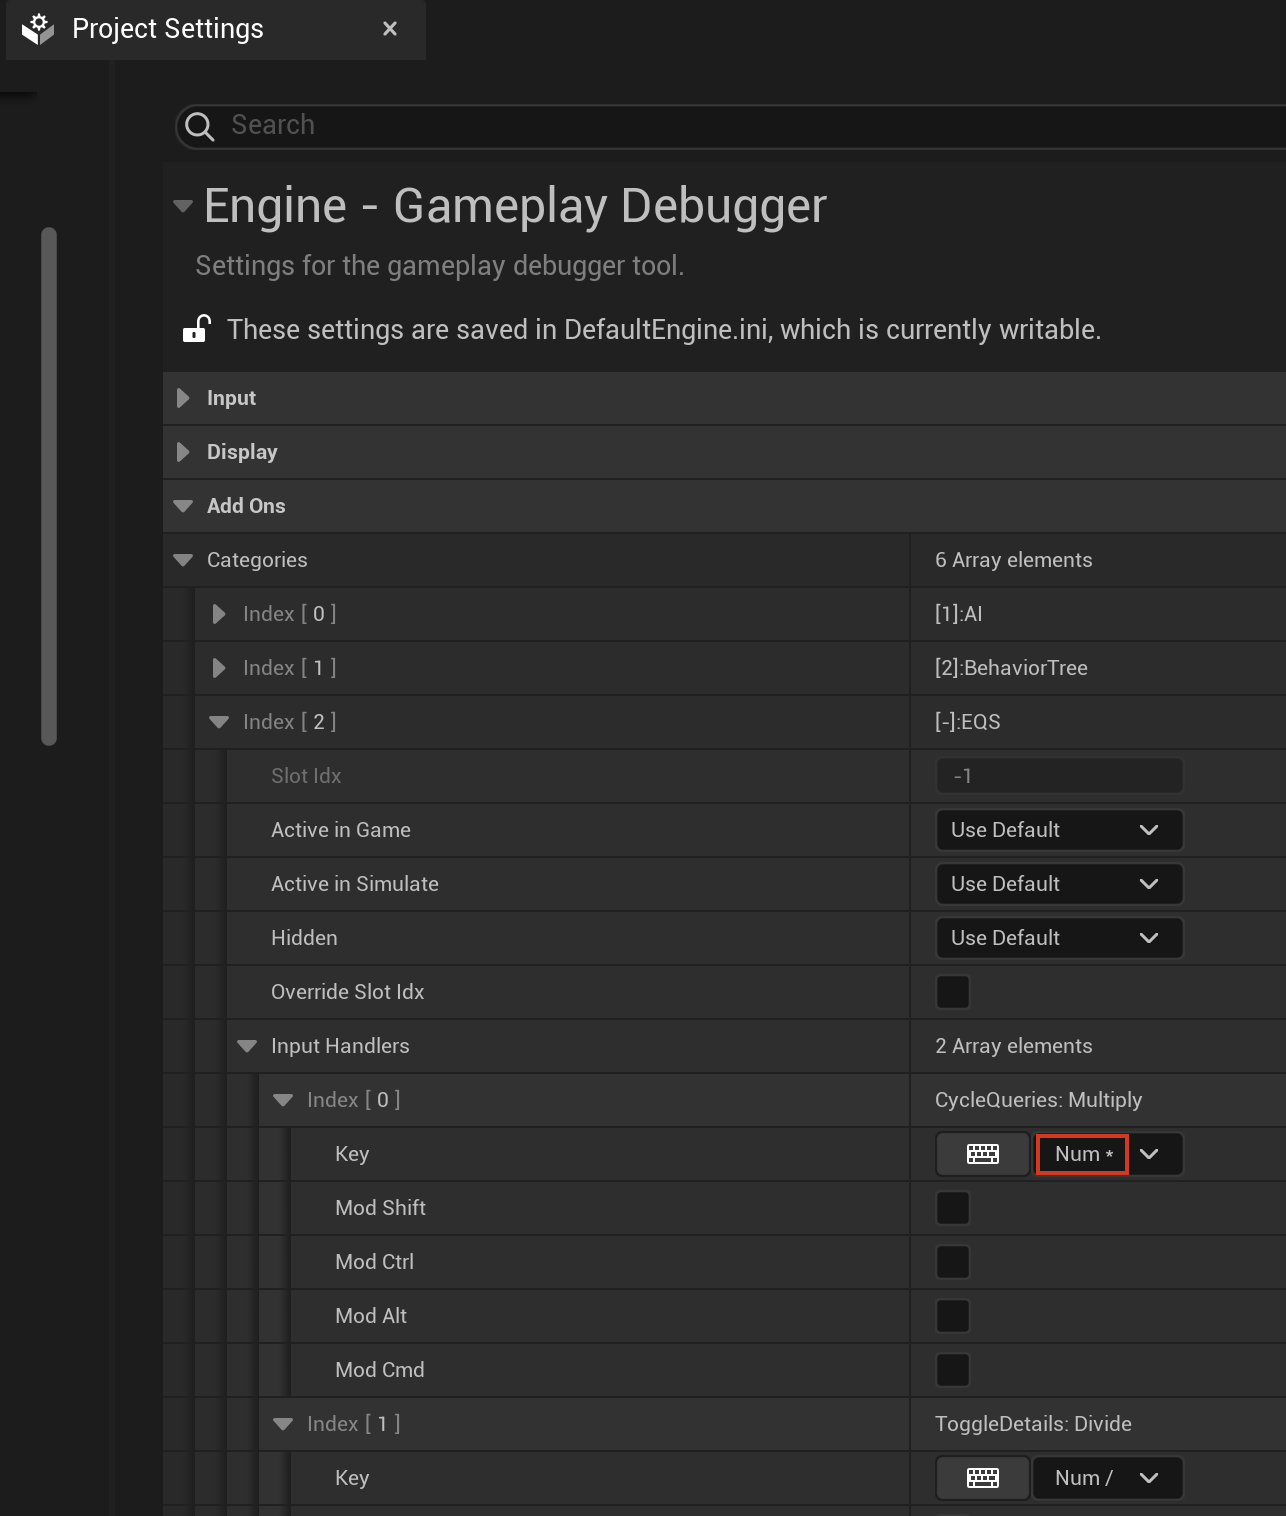 Project Settings
Search
Engine - Gameplay Debugger
Settings for the gameplay debugger tool.
These settings are saved in DefaultEngine.ini, which is currently writable.
Input
Display
Add Ons
Categories 6 Array elements
Index [ 0 ] [1]:AI
Index [ 1 ] [2]:BehaviorTree
Index [ 2 ] [-]:EQS
Slot Idx -1
Active in Game Use Default
Active in Simulate Use Default
Hidden Use Default
Override Slot Idx
Input Handlers 2 Array elements
Index [ 0 ] CycleQueries: Multiply
Key Num *
Mod Shift
Mod Ctrl
Mod Alt
Mod Cmd
Index [ 1 ] ToggleDetails: Divide
Key Num /